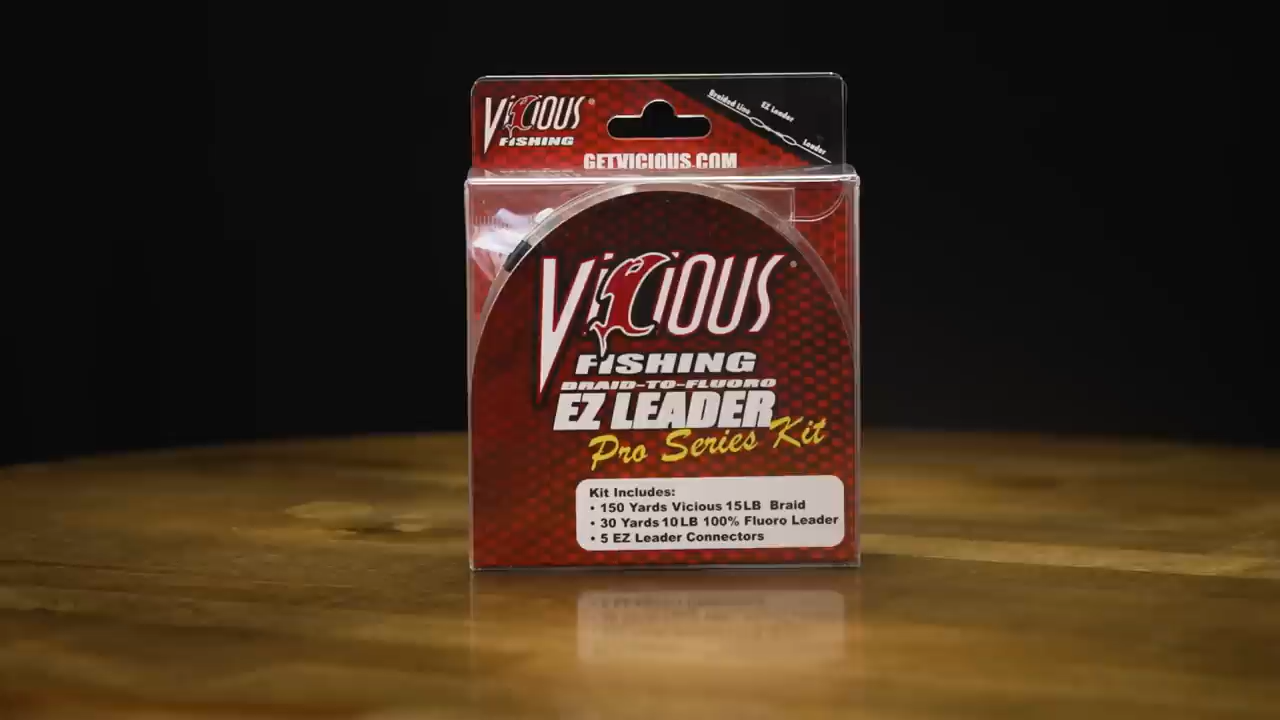 Vicious®
FISHING
Braided Line
EZ Leader
Leader
GETVICIOUS.COM
Vicious®
FISHING
BRAID-TO-FLUORO
EZ LEADER
Pro Series Kit
Kit Includes:
• 150 Yards Vicious 15LB Braid
• 30 Yards 10LB 100% Fluoro Leader
• 5 EZ Leader Connectors